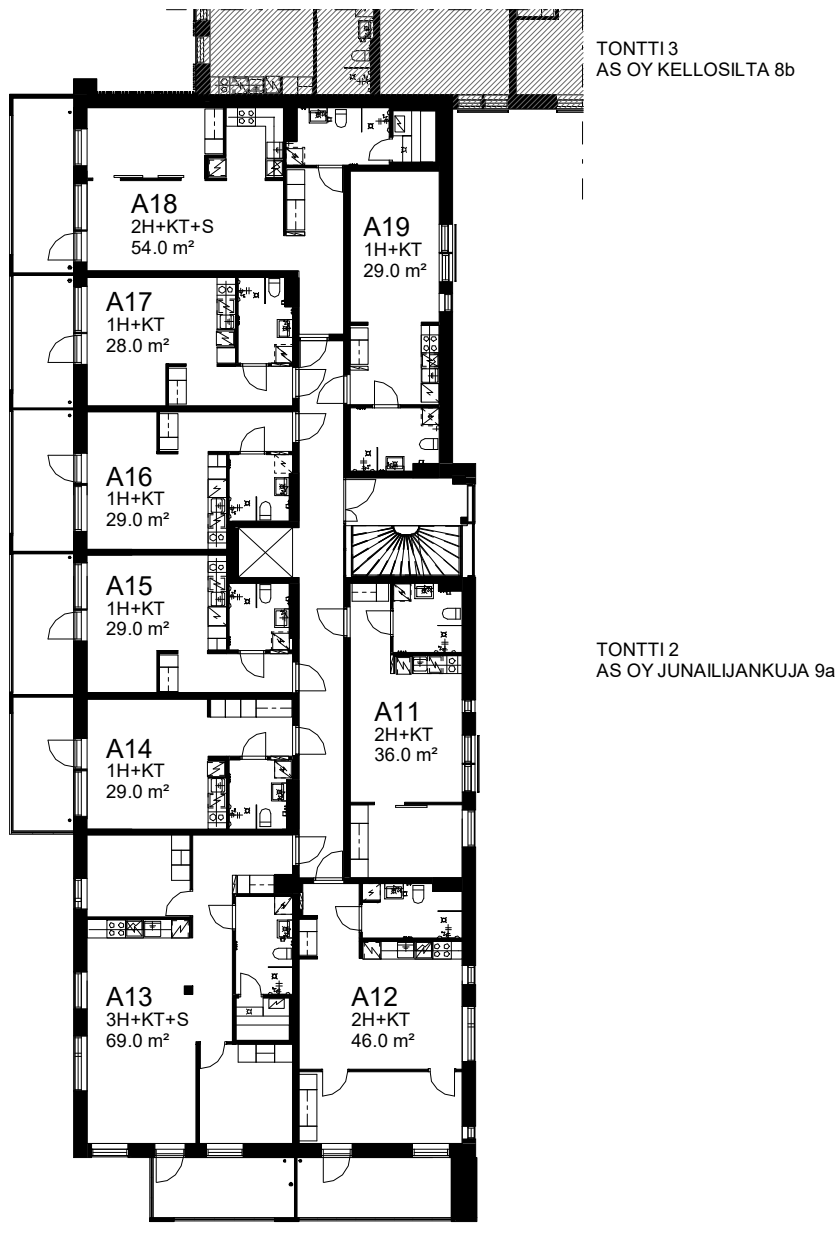 TONTTI 3
AS OY KELLOSILTA 8b
A18
2H+KT+S
54.0 m²
A19
1H+KT
29.0 m²
A17
1H+KT
28.0 m²
A16
1H+KT
29.0 m²
A15
1H+KT
29.0 m²
TONTTI 2
AS OY JUNAILIJANKUJA 9a
A11
2H+KT
36.0 m²
A14
1H+KT
29.0 m²
A13
3H+KT+S
69.0 m²
A12
2H+KT
46.0 m²